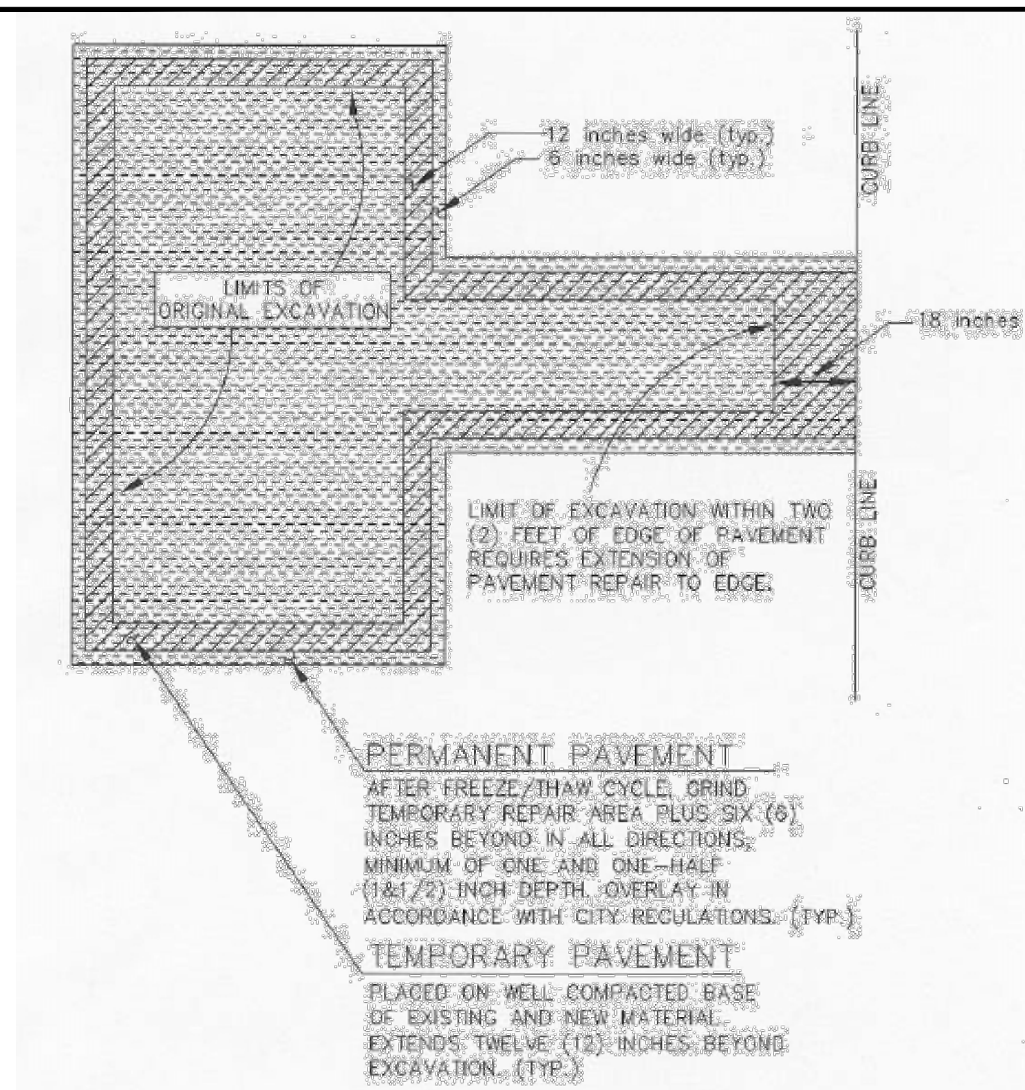 12 inches wide (typ.)
6 inches wide (typ.)
CURB LINE
LIMITS OF
ORIGINAL EXCAVATION
18 inches
LIMIT OF EXCAVATION WITHIN TWO
(2) FEET OF EDGE OF PAVEMENT
REQUIRES EXTENSION OF
PAVEMENT REPAIR TO EDGE.
CURB LINE
PERMANENT PAVEMENT
AFTER FREEZE/THAW CYCLE, GRIND
TEMPORARY REPAIR AREA PLUS SIX (6)
INCHES BEYOND IN ALL DIRECTIONS,
MINIMUM OF ONE AND ONE-HALF
(1&1/2) INCH DEPTH. OVERLAY IN
ACCORDANCE WITH CITY REGULATIONS. (TYP.)
TEMPORARY PAVEMENT
PLACED ON WELL COMPACTED BASE
OF EXISTING AND NEW MATERIAL
EXTENDS TWELVE (12) INCHES BEYOND
EXCAVATION. (TYP.)